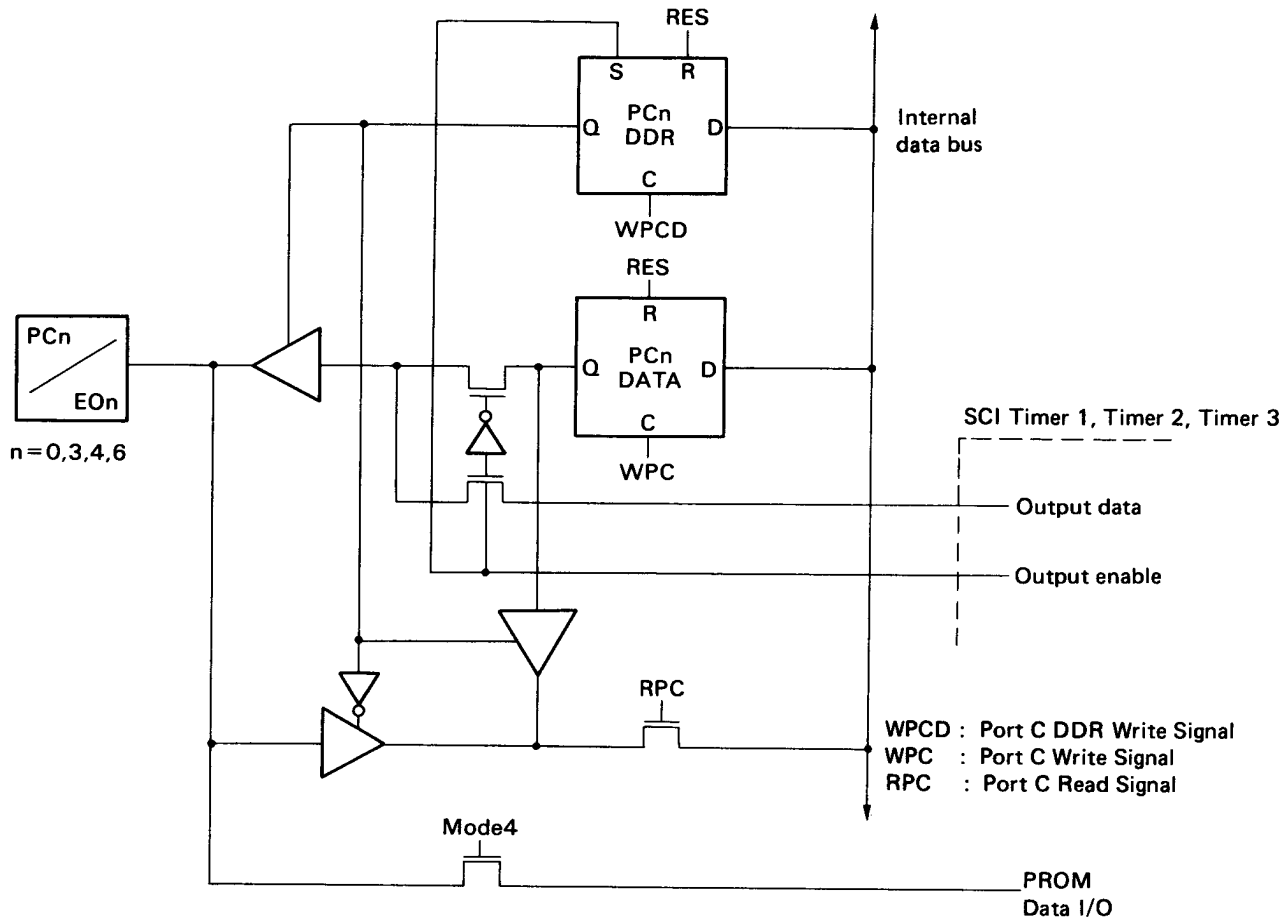 RES
S
R
PCn
DDR
Q
D
C
WPCD
Internal
data bus
RES
R
PCn
DATA
Q
D
C
WPC
PCn
EOn
n=0,3,4,6
SCI Timer 1, Timer 2, Timer 3
Output data
Output enable
RPC
WPCD : Port C DDR Write Signal
WPC : Port C Write Signal
RPC : Port C Read Signal
Mode4
PROM
Data I/O